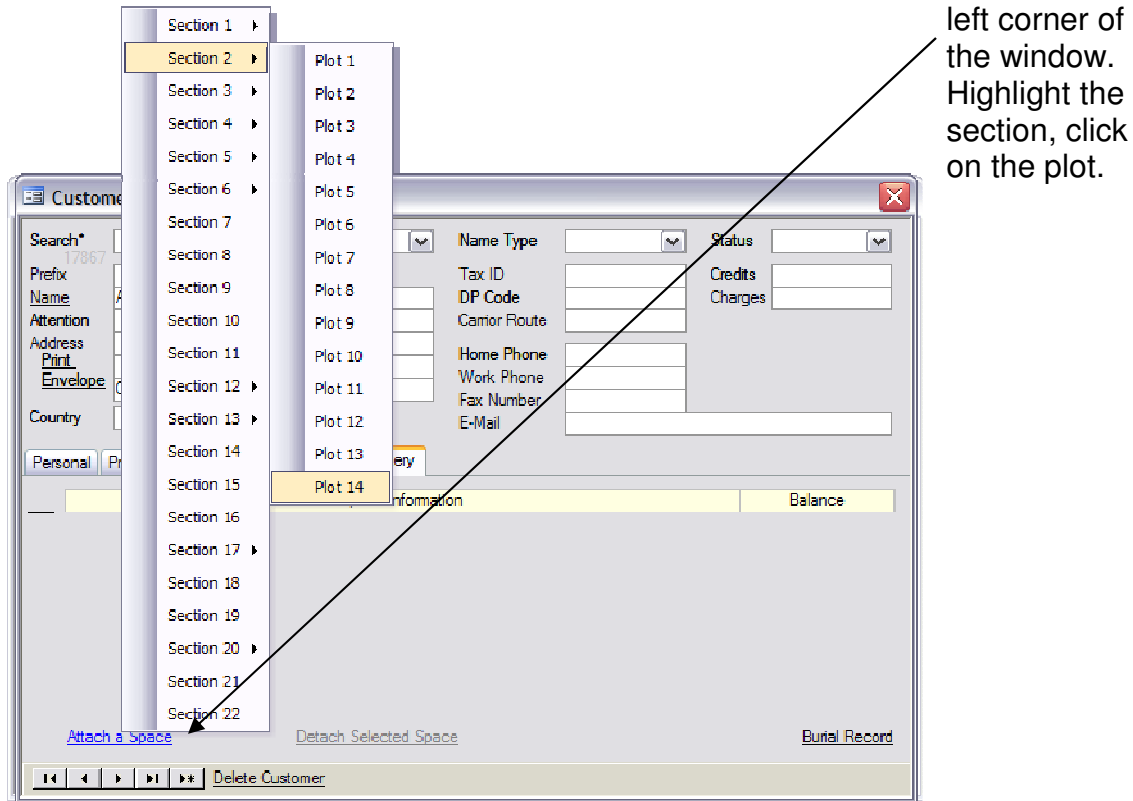 left corner of
the window.
Highlight the
section, click
on the plot.
Section 1
Section 2
Section 3
Section 4
Section 5
Section 6
Section 7
Section 8
Section 9
Section 10
Section 11
Section 12
Section 13
Section 14
Section 15
Section 16
Section 17
Section 18
Section 19
Section 20
Section 21
Section 22
Plot 1
Plot 2
Plot 3
Plot 4
Plot 5
Plot 6
Plot 7
Plot 8
Plot 9
Plot 10
Plot 11
Plot 12
Plot 13
Plot 14
Custome
Search*
17867
Prefix
Name A
Attention
Address
Print
Envelope
Country
Name Type
Tax ID
DP Code
Carrior Route
Home Phone
Work Phone
Fax Number
E-Mail
Status
Credits
Charges
Personal Pr ery
nformation Balance
Attach a Space Detach Selected Space Burial Record
Delete Customer